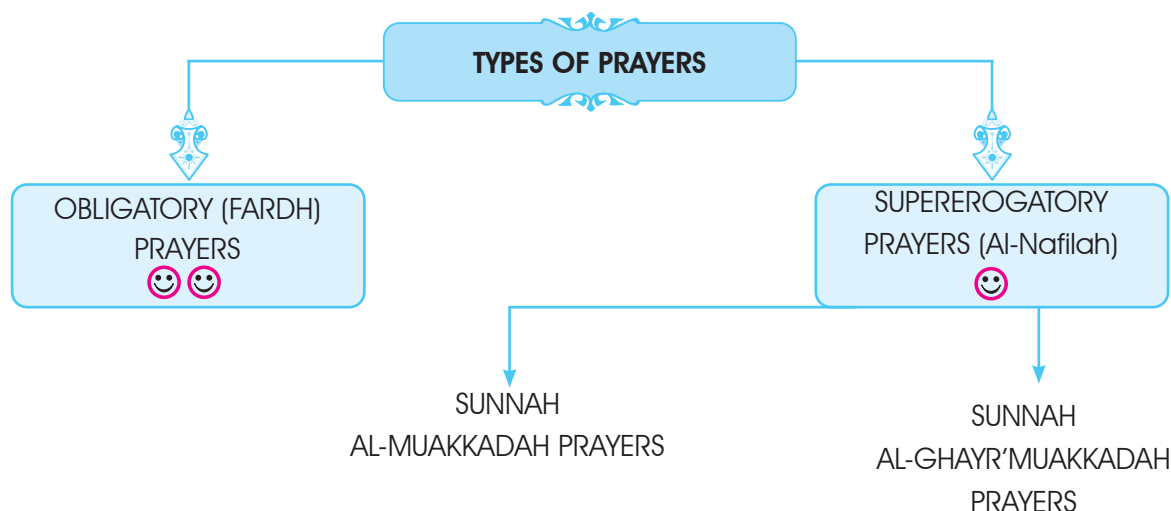 TYPES OF PRAYERS
OBLIGATORY (FARDH)
PRAYERS
SUPEREROGATORY
PRAYERS (Al-Nafilah)
SUNNAH
AL-MUAKKADAH PRAYERS
SUNNAH
AL-GHAYR’MUAKKADAH
PRAYERS